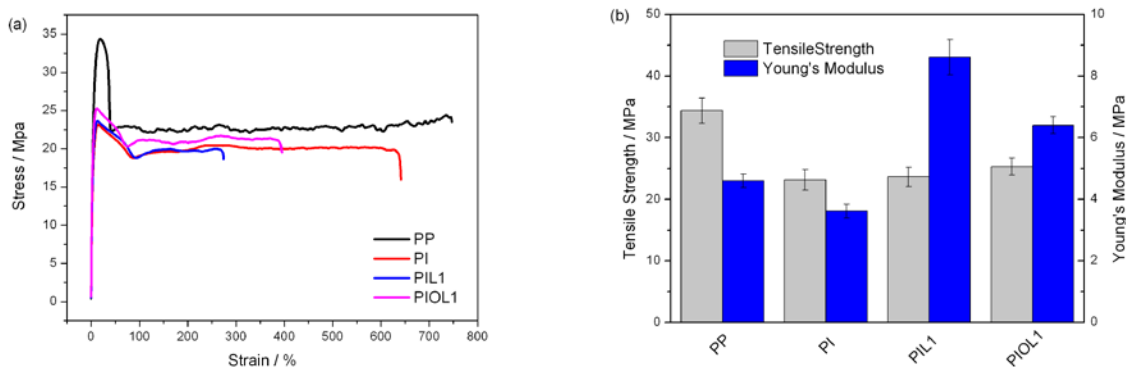 (a)
35
30
25
20
15
10
5
0
Stress / Mpa
PP
PI
PIL1
PIOL1
0 100 200 300 400 500 600 700 800
Strain / %
(b)
50
40
30
20
10
0
Tensile Strength / MPa
TensileStrength
Young's Modulus
10
8
6
4
2
0
Young's Modulus / MPa
PP
PI
PIL1
PIOL1